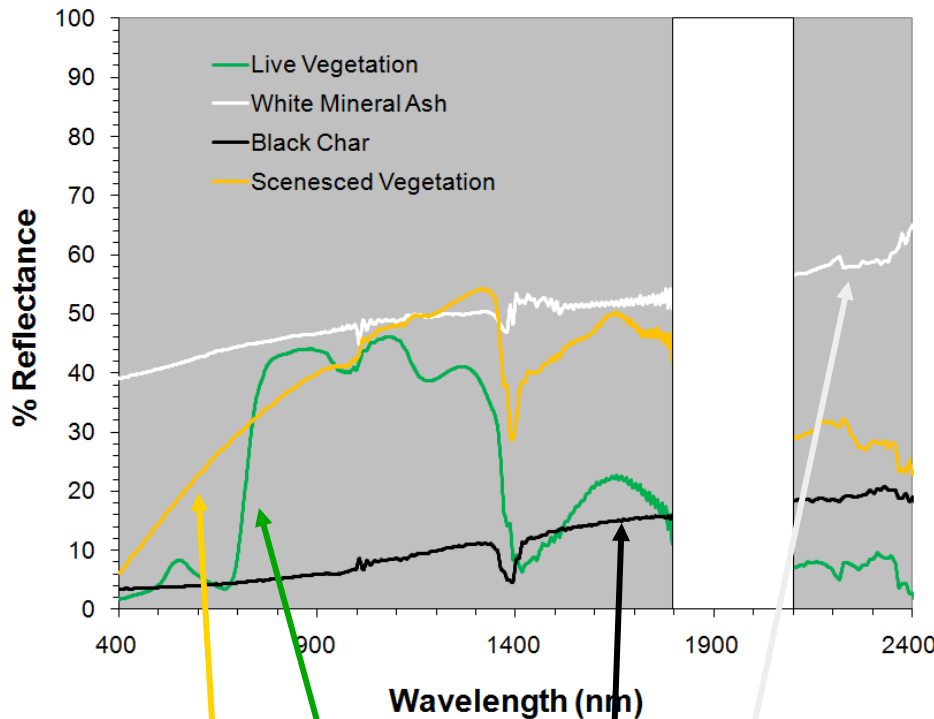 100
90
80
70
60
50
40
30
20
10
0
% Reflectance
Live Vegetation
White Mineral Ash
Black Char
Scenesced Vegetation
400 900 1400 1900 2400
Wavelength (nm)